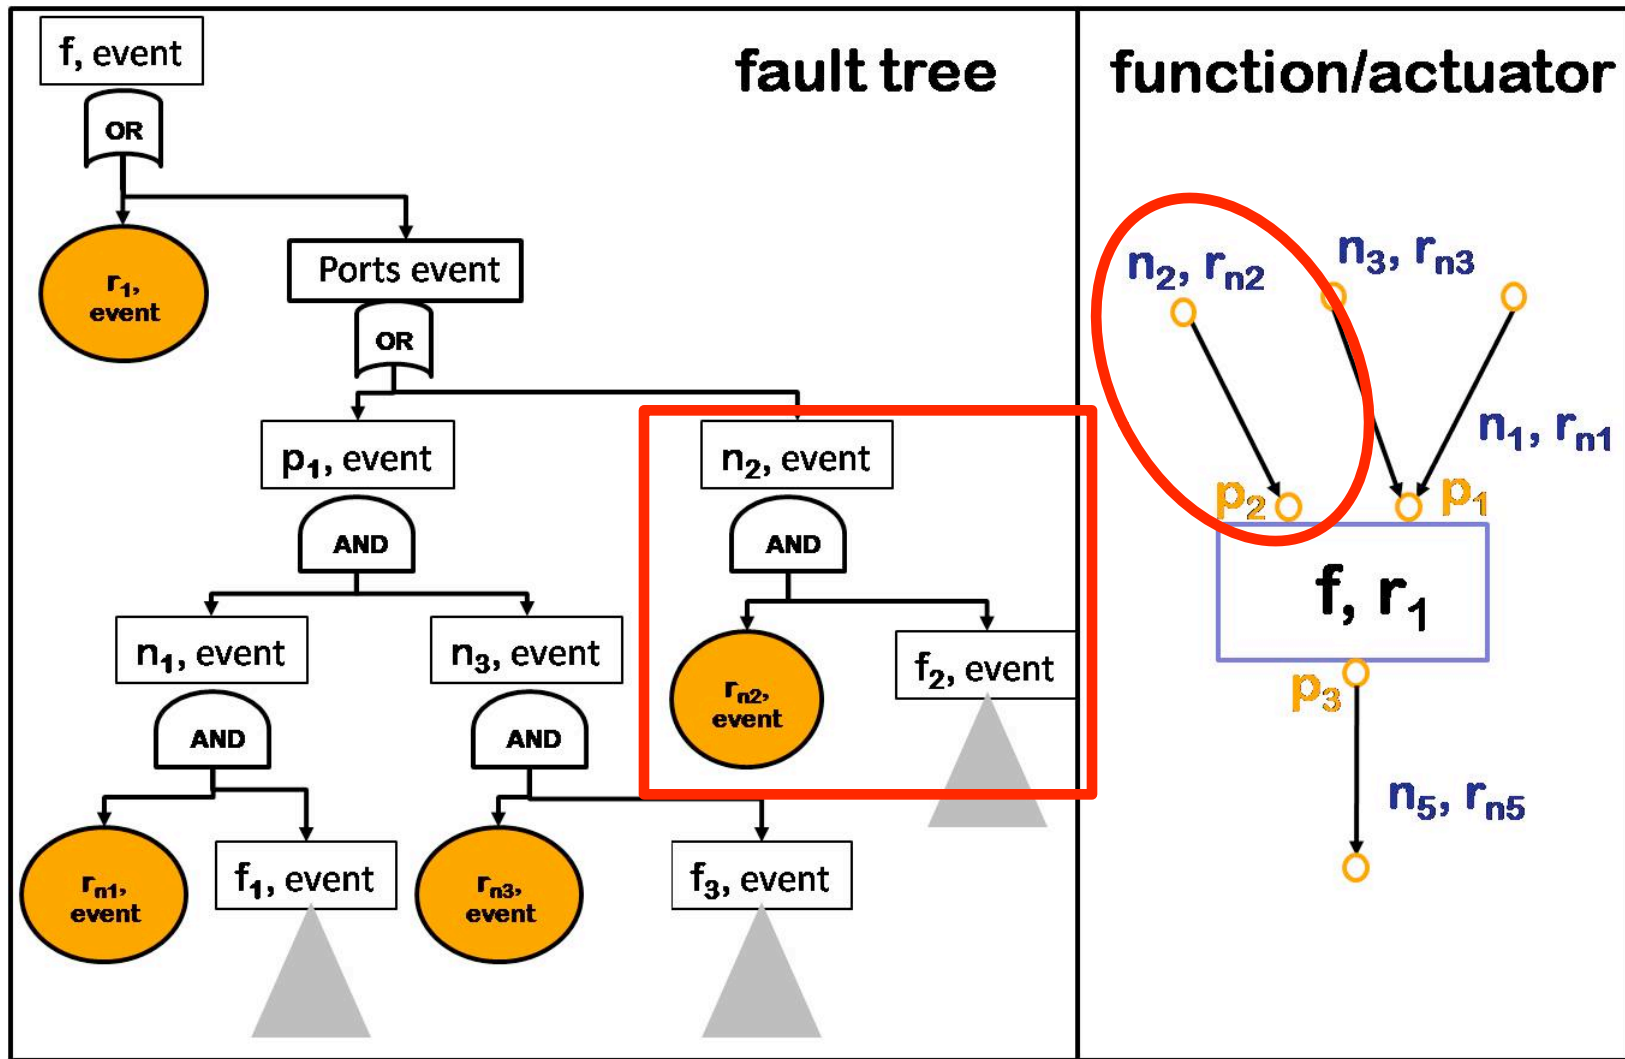 fault tree
f, event
OR
r₁,
event
Ports event
OR
p₁, event
n₂, event
AND
AND
n₁, event
n₃, event
rₙ₂,
event
f₂, event
AND
AND
rₙ₁,
event
f₁, event
rₙ₃,
event
f₃, event
function/actuator
n₂, rₙ₂
n₃, rₙ₃
n₁, rₙ₁
p₂
p₁
f, r₁
p₃
n₅, rₙ₅